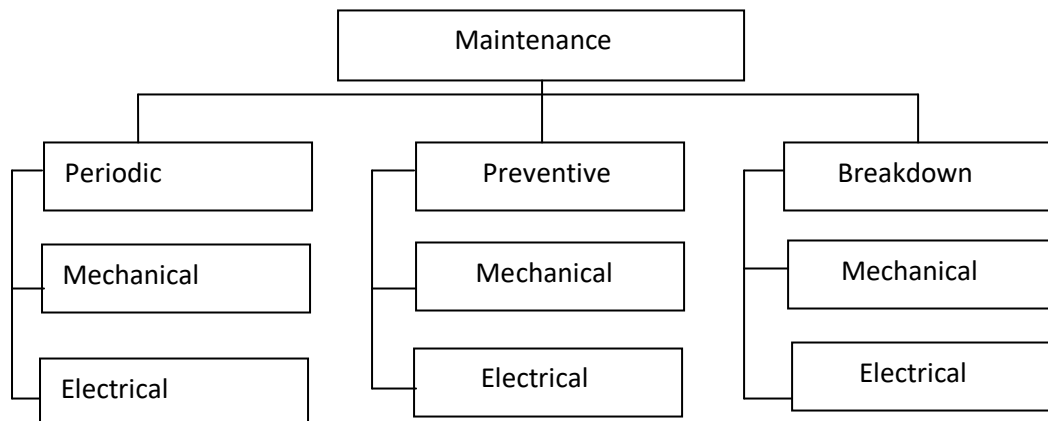 Maintenance
Periodic
Preventive
Breakdown
Mechanical
Mechanical
Mechanical
Electrical
Electrical
Electrical